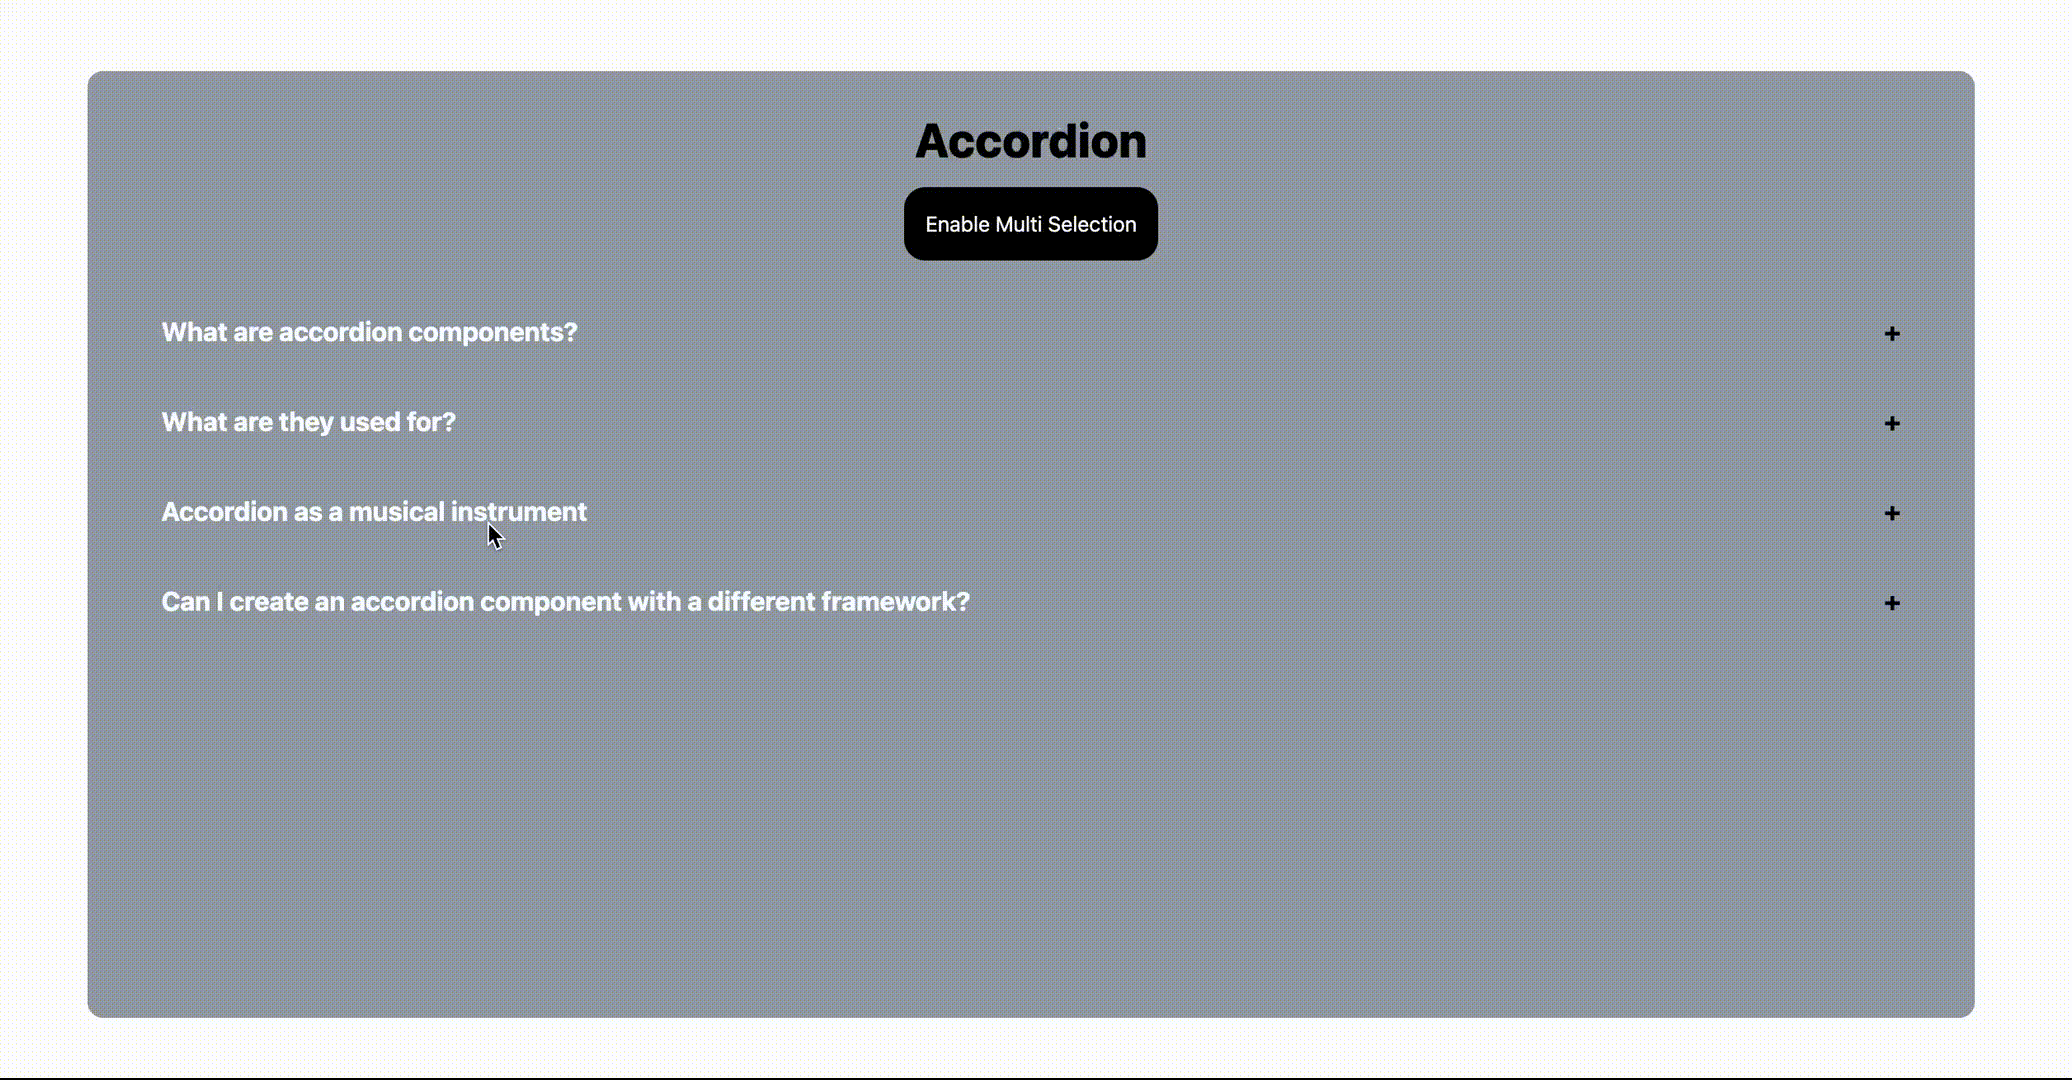 Accordion
Enable Multi Selection
What are accordion components?
+
What are they used for?
+
Accordion as a musical instrument
+
Can I create an accordion component with a different framework?
+